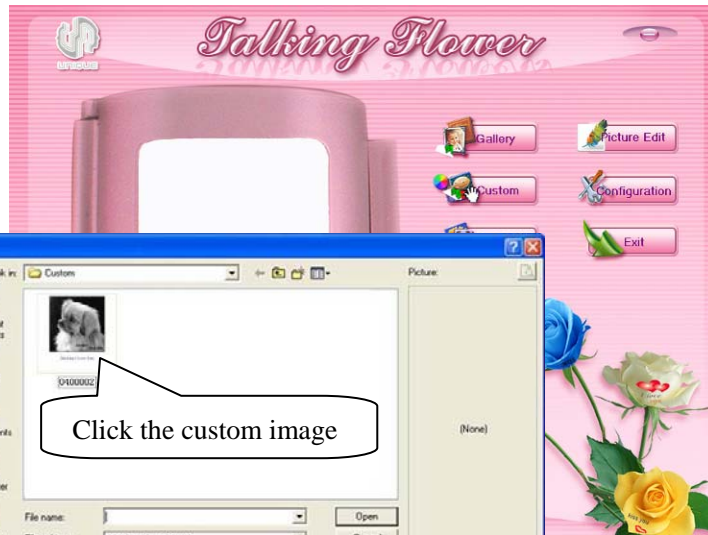 Talking Flower
UNIQUE
Gallery
Picture Edit
Custom
Configuration
Exit
Custom
Picture:
0400002
Click the custom image
(None)
File name:
Open